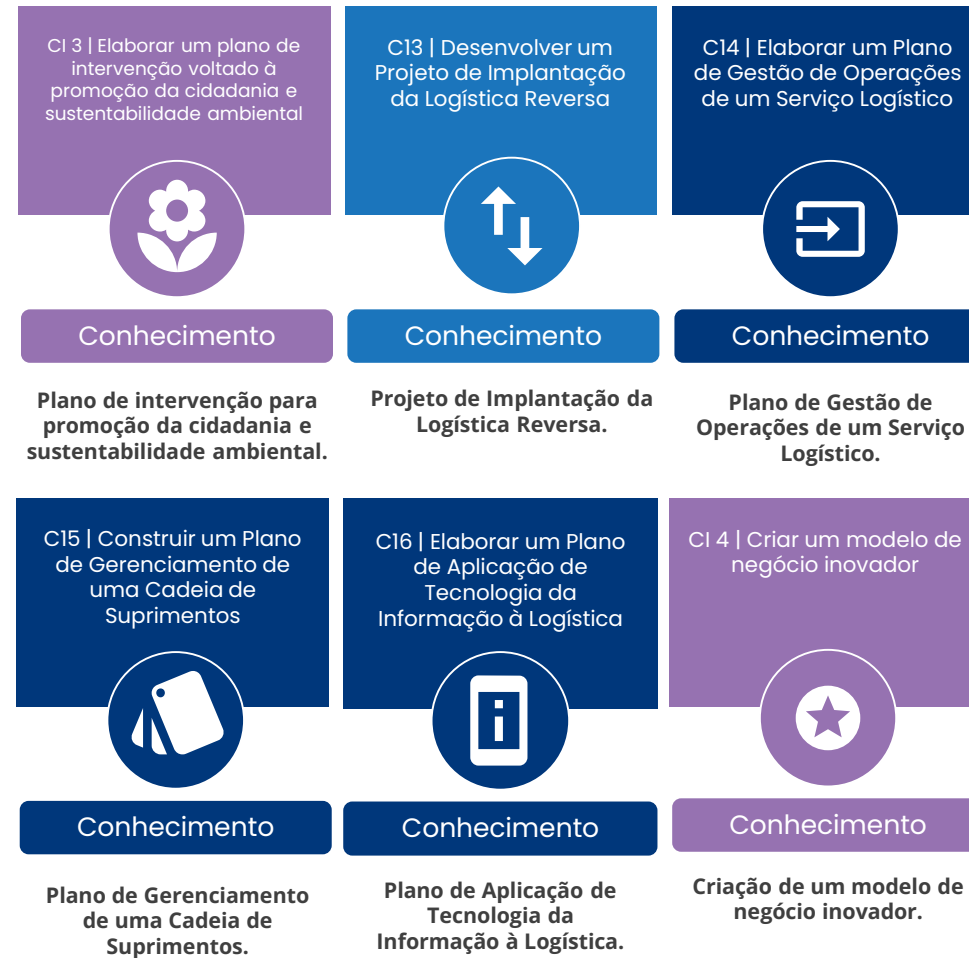 CI 3 | Elaborar um plano de
intervenção voltado à
promoção da cidadania e
sustentabilidade ambiental
Conhecimento
Plano de intervenção para
promoção da cidadania e
sustentabilidade ambiental.
C13 | Desenvolver um
Projeto de Implantação
da Logística Reversa
Conhecimento
Projeto de Implantação da
Logística Reversa.
C14 | Elaborar um Plano
de Gestão de Operações
de um Serviço Logístico
Conhecimento
Plano de Gestão de
Operações de um Serviço
Logístico.
C15 | Construir um Plano
de Gerenciamento de
uma Cadeia de
Suprimentos
Conhecimento
Plano de Gerenciamento
de uma Cadeia de
Suprimentos.
C16 | Elaborar um Plano
de Aplicação de
Tecnologia da
Informação à Logística
Conhecimento
Plano de Aplicação de
Tecnologia da
Informação à Logística.
CI 4 | Criar um modelo de
negócio inovador
Conhecimento
Criação de um modelo de
negócio inovador.